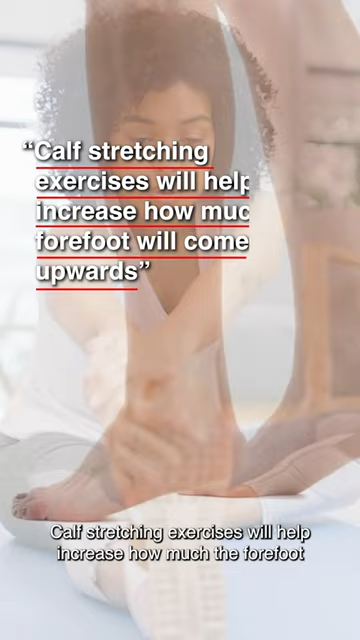 “Calf stretching
exercises will help
increase how muc
forefoot will come
upwards”
Calf stretching exercises will help
increase how much the forefoot